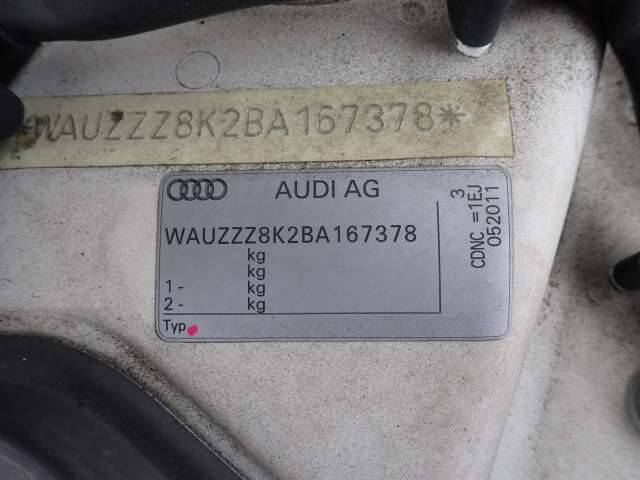 WAUZZZ8K2BA167378*
AUDI AG
WAUZZZ8K2BA167378
kg
kg
1 - kg
2 - kg
Typ
3
CDNC =1EJ
052011